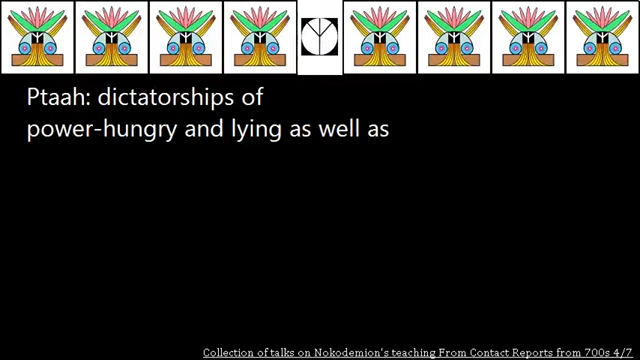 Ptaah: dictatorships of
power-hungry and lying as well as
Collection of talks on Nokodemion's teaching From Contact Reports from 700s 4/7